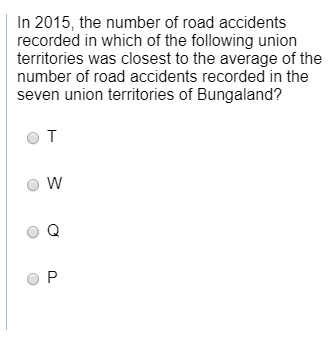 In 2015, the number of road accidents
recorded in which of the following union
territories was closest to the average of the
number of road accidents recorded in the
seven union territories of Bungaland?
T
W
Q
P